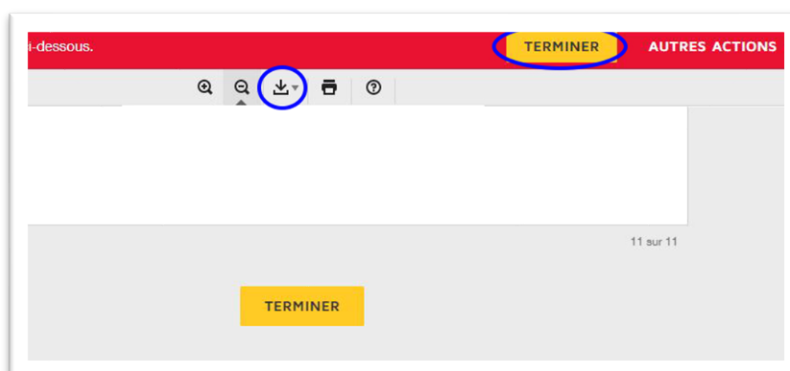 i-dessous.
TERMINER
AUTRES ACTIONS
11 sur 11
TERMINER